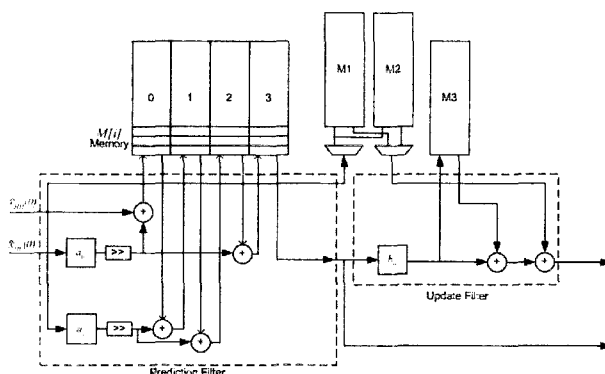 M1
M2
M3
0
1
2
3
M[i]
Memory
+
>>
+
+
+
Update Filter
>>
+
+
Prediction Filter